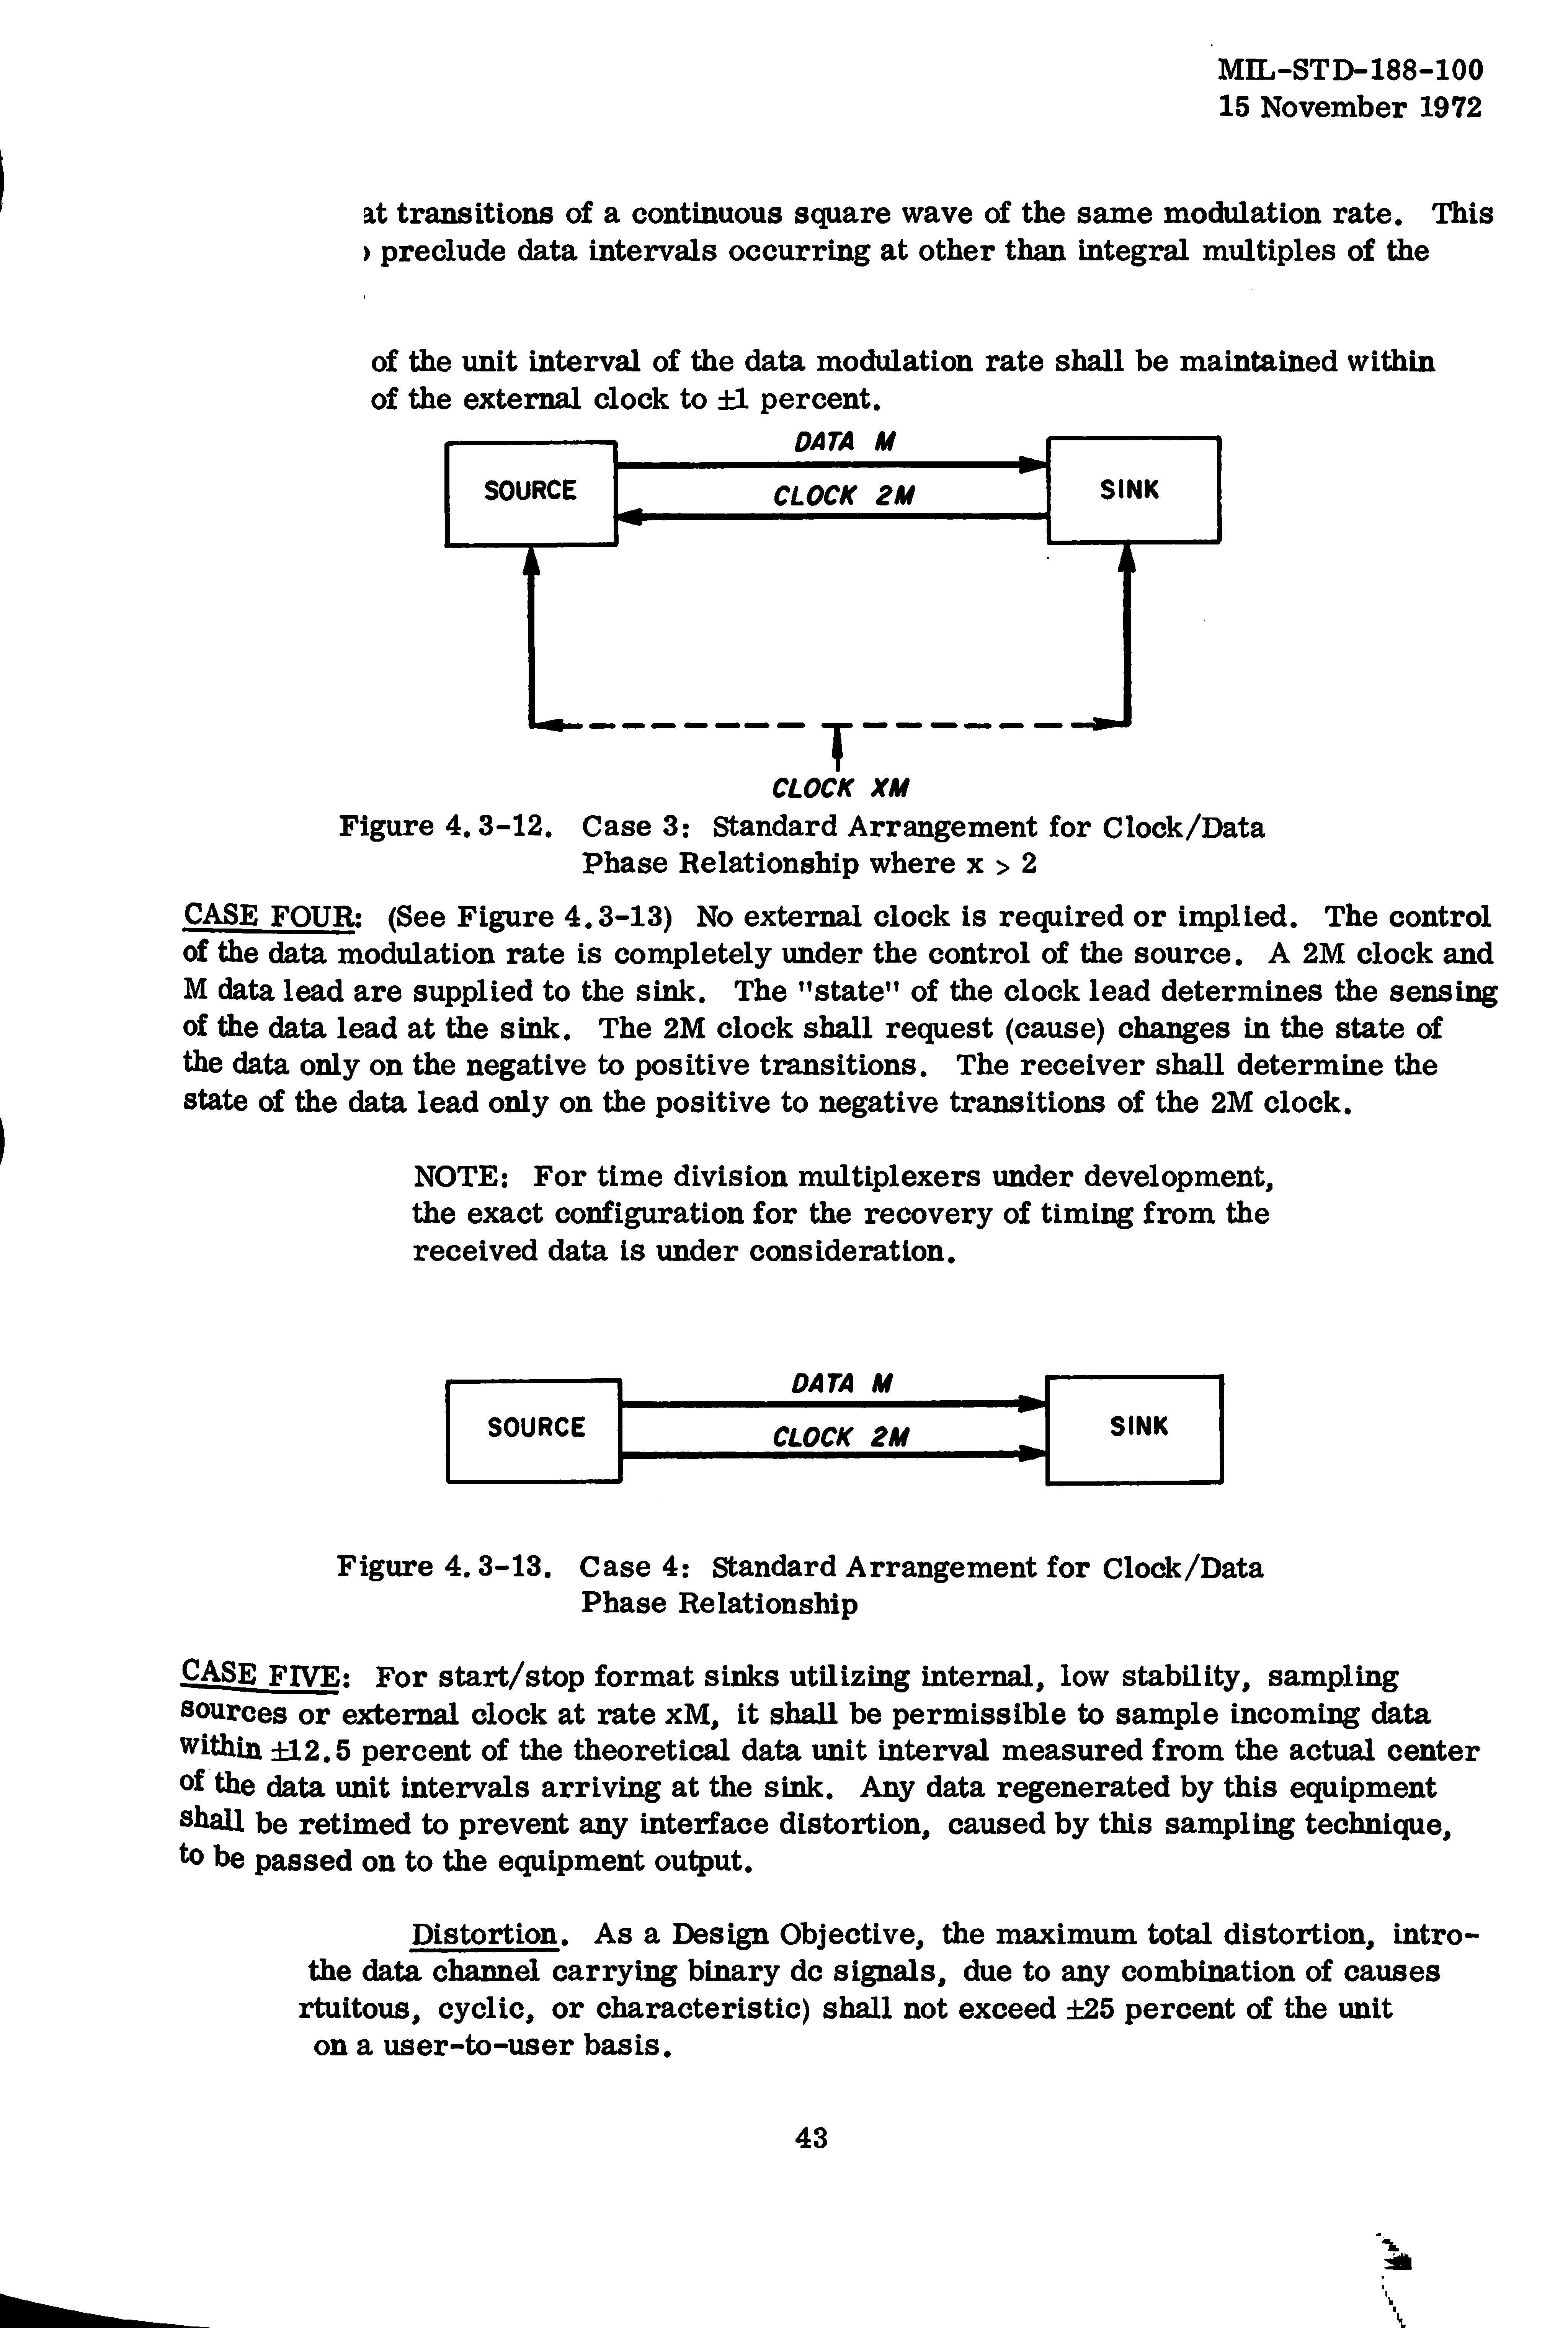 MIL-STD-188-100
15 November 1972
at transitions of a continuous square wave of the same modulation rate. This
preclude data intervals occurring at other than integral multiples of the
of the unit interval of the data modulation rate shall be maintained within
of the external clock to ±1 percent.
DATA M
SOURCE
CLOCK 2M
SINK
CLOCK XM
Figure 4.3-12. Case 3: Standard Arrangement for Clock/Data
Phase Relationship where x > 2
CASE FOUR: (See Figure 4.3-13) No external clock is required or implied. The control
of the data modulation rate is completely under the control of the source. A 2M clock and
M data lead are supplied to the sink. The "state" of the clock lead determines the sensing
of the data lead at the sink. The 2M clock shall request (cause) changes in the state of
the data only on the negative to positive transitions. The receiver shall determine the
state of the data lead only on the positive to negative transitions of the 2M clock.
NOTE: For time division multiplexers under development,
the exact configuration for the recovery of timing from the
received data is under consideration.
DATA M
SOURCE
CLOCK 2M
SINK
Figure 4.3-13. Case 4: Standard Arrangement for Clock/Data
Phase Relationship
CASE FIVE: For start/stop format sinks utilizing internal, low stability, sampling
sources or external clock at rate xM, it shall be permissible to sample incoming data
within ±12.5 percent of the theoretical data unit interval measured from the actual center
of the data unit intervals arriving at the sink. Any data regenerated by this equipment
shall be retimed to prevent any interface distortion, caused by this sampling technique,
to be passed on to the equipment output.
Distortion. As a Design Objective, the maximum total distortion, intro-
the data channel carrying binary dc signals, due to any combination of causes
rtuitous, cyclic, or characteristic) shall not exceed ±25 percent of the unit
on a user-to-user basis.
43